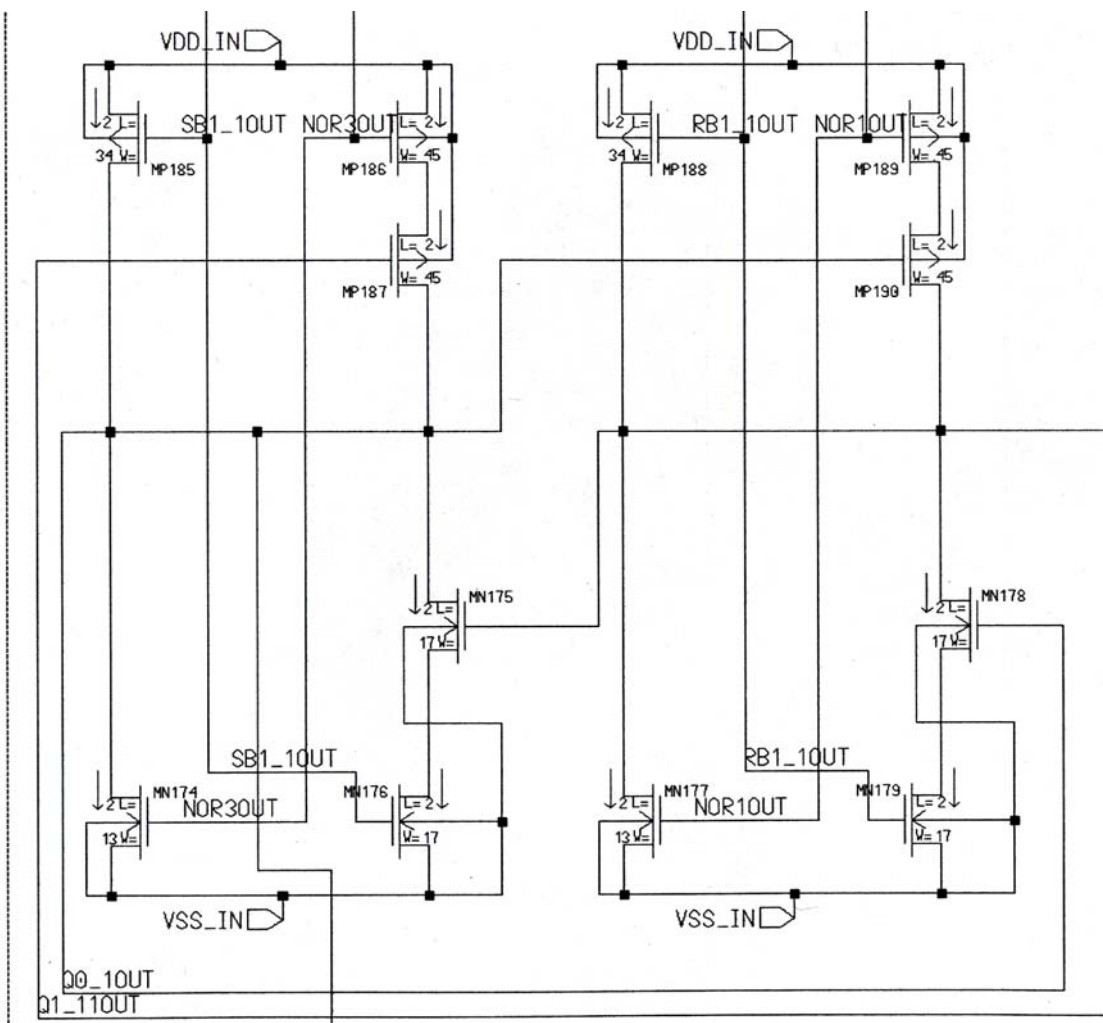 VDD_IN
VDD_IN
2 L=
34 W=
MP185
SB1_1OUT
NOR3OUT
L= 2
W= 45
MP186
2 L=
34 W=
MP188
RB1_1OUT
NOR1OUT
L= 2
W= 45
MP189
L= 2
W= 45
MP187
L= 2
W= 45
MP190
MN175
2 L=
17 W=
MN178
2 L=
17 W=
SB1_1OUT
RB1_1OUT
MN174
2 L=
13 W=
NOR3OUT
MN176
L= 2
W= 17
MN177
2 L=
13 W=
NOR1OUT
MN179
L= 2
W= 17
VSS_IN
VSS_IN
Q0_1OUT
Q1_11OUT